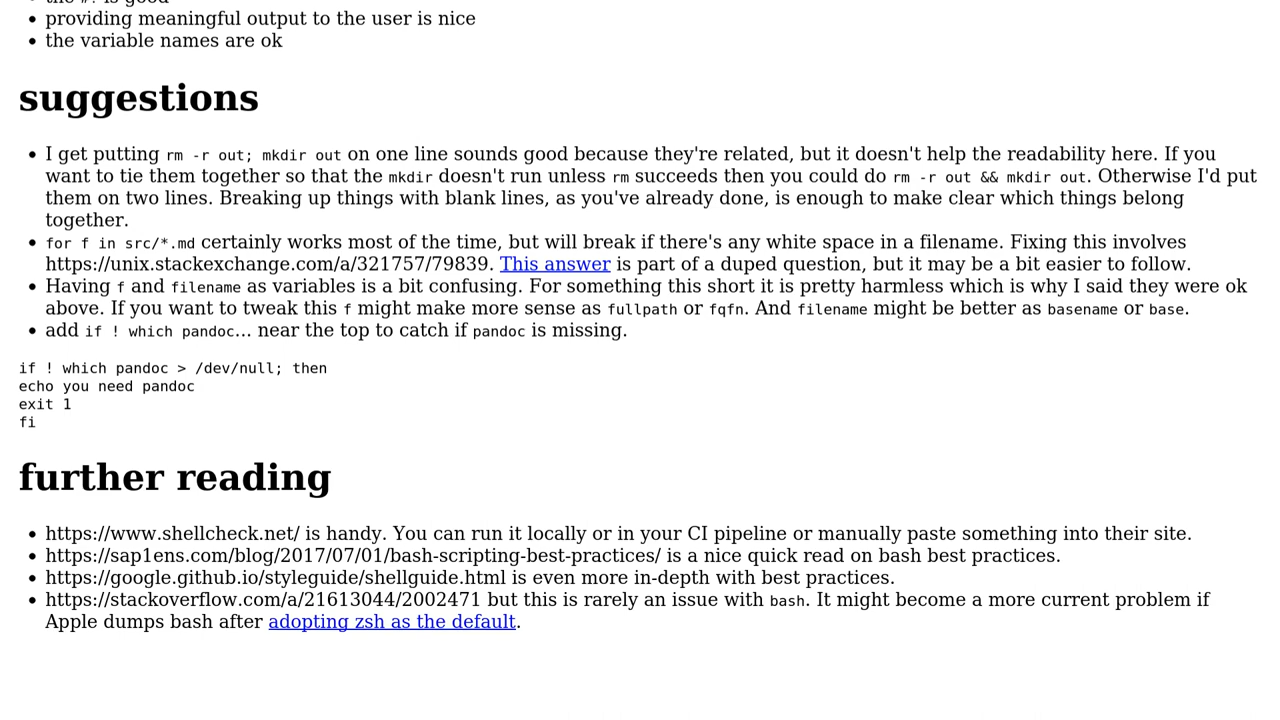 the #! is good
providing meaningful output to the user is nice
the variable names are ok
suggestions
I get putting rm -r out; mkdir out on one line sounds good because they're related, but it doesn't help the readability here. If you
want to tie them together so that the mkdir doesn't run unless rm succeeds then you could do rm -r out && mkdir out. Otherwise I'd put
them on two lines. Breaking up things with blank lines, as you've already done, is enough to make clear which things belong
together.
for f in src/*.md certainly works most of the time, but will break if there's any white space in a filename. Fixing this involves
https://unix.stackexchange.com/a/321757/79839. This answer is part of a duped question, but it may be a bit easier to follow.
Having f and filename as variables is a bit confusing. For something this short it is pretty harmless which is why I said they were ok
above. If you want to tweak this f might make more sense as fullpath or fqfn. And filename might be better as basename or base.
add if ! which pandoc... near the top to catch if pandoc is missing.
if ! which pandoc > /dev/null; then
echo you need pandoc
exit 1
fi
further reading
https://www.shellcheck.net/ is handy. You can run it locally or in your CI pipeline or manually paste something into their site.
https://sap1ens.com/blog/2017/07/01/bash-scripting-best-practices/ is a nice quick read on bash best practices.
https://google.github.io/styleguide/shellguide.html is even more in-depth with best practices.
https://stackoverflow.com/a/21613044/2002471 but this is rarely an issue with bash. It might become a more current problem if
Apple dumps bash after adopting zsh as the default.